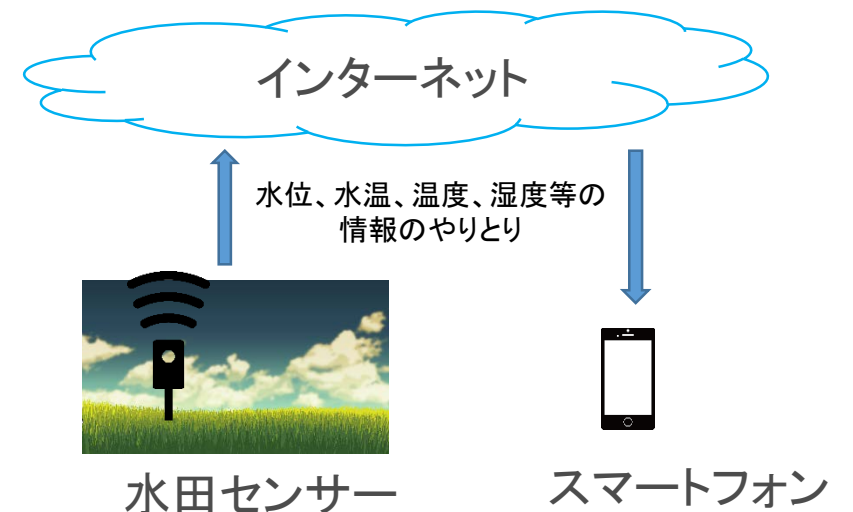 インターネット
水位、水温、温度、湿度等の
情報のやりとり
水田センサー
スマートフォン